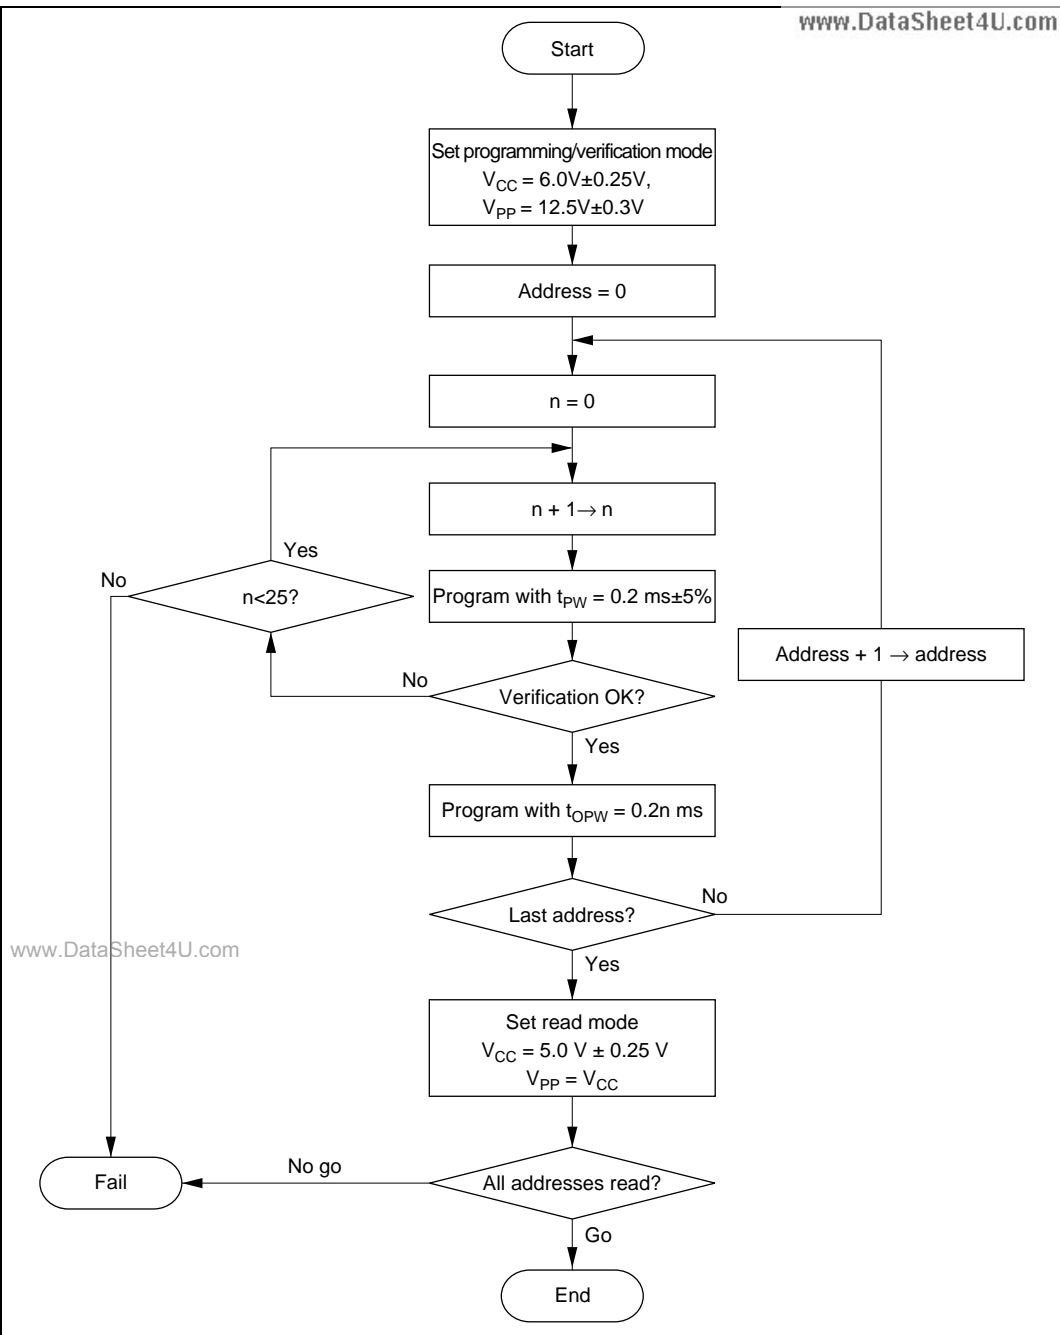 www.DataSheet4U.com
Start
Set programming/verification mode
VCC = 6.0V±0.25V,
VPP = 12.5V±0.3V
Address = 0
n = 0
n + 1→ n
Yes
No
n<25?
Program with tPW = 0.2 ms±5%
Address + 1 → address
No
Verification OK?
Yes
Program with tOPW = 0.2n ms
No
Last address?
www.DataSheet4U.com
Yes
Set read mode
VCC = 5.0 V ± 0.25 V
VPP = VCC
No go
Fail
All addresses read?
Go
End